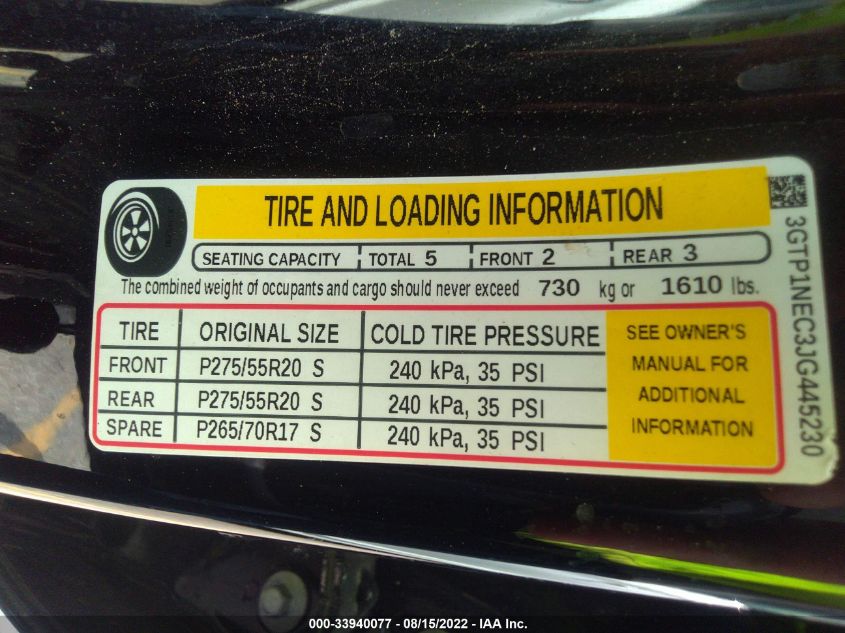 TIRE AND LOADING INFORMATION
SEATING CAPACITY TOTAL 5 FRONT 2 REAR 3
The combined weight of occupants and cargo should never exceed 730 kg or 1610 lbs.
TIRE ORIGINAL SIZE COLD TIRE PRESSURE
FRONT P275/55R20 S 240 kPa, 35 PSI
REAR P275/55R20 S 240 kPa, 35 PSI
SPARE P265/70R17 S 240 kPa, 35 PSI
SEE OWNER'S
MANUAL FOR
ADDITIONAL
INFORMATION
3GTP1NEC3JG445230
000-33940077 - 08/15/2022 - IAA Inc.